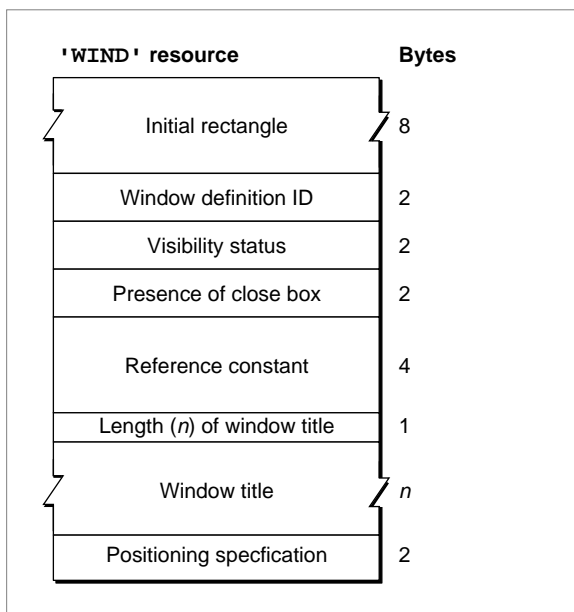 'WIND' resource Bytes
Initial rectangle 8
Window definition ID 2
Visibility status 2
Presence of close box 2
Reference constant 4
Length (n) of window title 1
Window title n
Positioning specfication 2